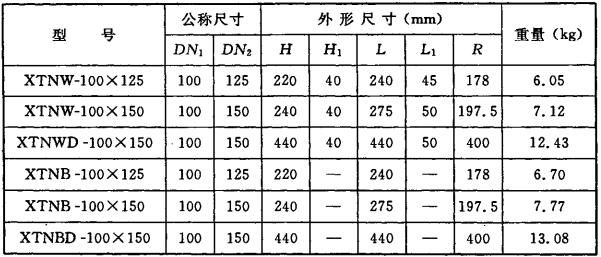 型 号 公称尺寸 外形尺寸(mm) 重量(kg)
DN₁ DN₂ H H₁ L L₁ R
XTNW-100×125 100 125 220 40 240 45 178 6.05
XTNW-100×150 100 150 240 40 275 50 197.5 7.12
XTNWD-100×150 100 150 440 40 440 50 400 12.43
XTNB-100×125 100 125 220 — 240 — 178 6.70
XTNB-100×150 100 150 240 — 275 — 197.5 7.77
XTNBD-100×150 100 150 440 — 440 — 400 13.08